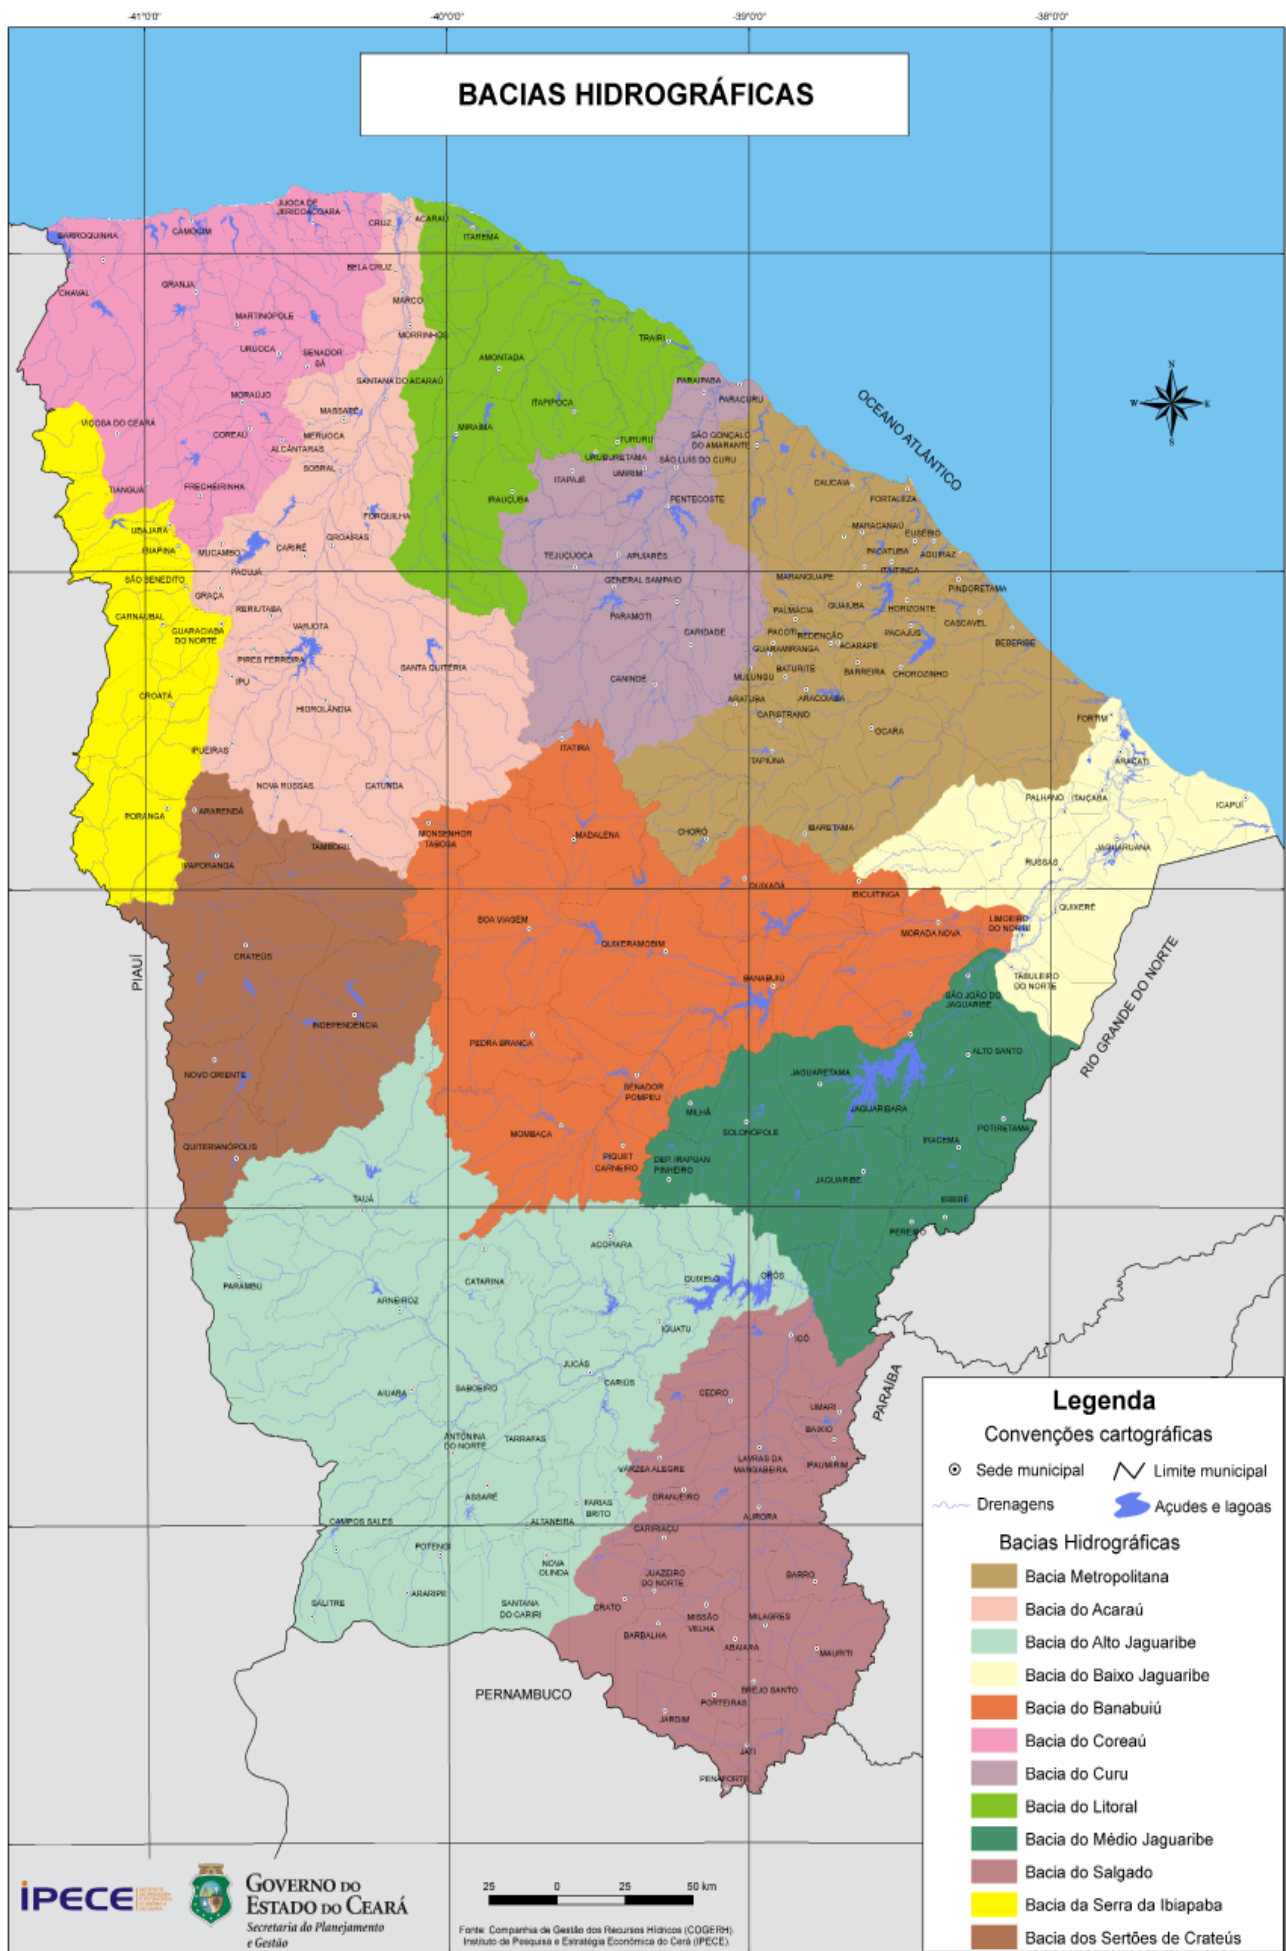 -41°0'0"
-40°0'0"
-39°0'0"
-38°0'0"
BACIAS HIDROGRÁFICAS
JIJOCA DE
JERICOACOARA
ACARAÚ
CRUZ
CAMOCIM
BARROQUINHA
ITAREMA
BELA CRUZ
CHAVAL
GRANJA
MARCO
MARTINÓPOLE
MORRINHOS
TRAIRI
URUOCA
SENADOR
SÁ
AMONTADA
SANTANA DO ACARAÚ
PARAIPABA
MORAÚJO
PARACURU
OCEANO ATLÂNTICO
N
W
E
S
ITAPIPOCA
MASSAPÊ
VIÇOSA DO CEARÁ
MIRAÍMA
COREAÚ
MERUOCA
SÃO GONÇALO
DO AMARANTE
TURURU
ALCÂNTARAS
URUBURETAMA
SÃO LUÍS DO CURU
SOBRAL
UMIRIM
ITAPAJÉ
CAUCAIA
TIANGUÁ
FRECHEIRINHA
IRAUÇUBA
PENTECOSTE
FORTALEZA
FORQUILHA
UBAJARA
MARACANAÚ
GROAÍRAS
EUSÉBIO
IBIAPINA
MUCAMBO
CARIRÉ
TEJUÇUOCA
APUIARÉS
PACATUBA
AQUIRAZ
PACUJÁ
ITAITINGA
SÃO BENEDITO
GENERAL SAMPAIO
MARANGUAPE
PINDORETAMA
GRAÇA
RERIUTABA
GUAIÚBA
HORIZONTE
CARNAUBAL
PARAMOTI
PALMÁCIA
CASCAVEL
GUARACIABA
DO NORTE
VARJOTA
CARIDADE
PACOTI
REDENÇÃO
PACAJUS
BEBERIBE
GUARAMIRANGA
ACARAPE
PIRES FERREIRA
SANTA QUITÉRIA
MULUNGU
BATURITÉ
BARREIRA
CHOROZINHO
IPU
CANINDÉ
CROATÁ
ARATUBA
ARACOIABA
HIDROLÂNDIA
CAPISTRANO
FORTIM
OCARA
IPUEIRAS
ITATIRA
TAPIUNA
ARACATI
NOVA RUSSAS
CATUNDA
PALHANO
ITAIÇABA
ICAPUÍ
PORANGA
ARARENDÁ
CHORÓ
IBARETAMA
MONSENHOR
TABOSA
MADALENA
TAMBORIL
JAGUARUANA
IPAPORANGA
RUSSAS
QUIXADÁ
IBICUITINGA
QUIXERÉ
BOA VIAGEM
LIMOEIRO
DO NORTE
MORADA NOVA
QUIXERAMOBIM
CRATEÚS
PIAUÍ
BANABUIÚ
TABULEIRO
DO NORTE
SÃO JOÃO DO
JAGUARIBE
RIO GRANDE DO NORTE
INDEPENDÊNCIA
PEDRA BRANCA
ALTO SANTO
NOVO ORIENTE
JAGUARETAMA
SENADOR
POMPEU
JAGUARIBARA
MILHÃ
SOLONÓPOLE
POTIRETAMA
MOMBAÇA
IRACEMA
QUITERIANÓPOLIS
PIQUET
CARNEIRO
DEP. IRAPUAN
PINHEIRO
JAGUARIBE
ERERÊ
TAUÁ
PEREIRO
ACOPIARA
PARAMBU
CATARINA
QUIXELÔ
ORÓS
ARNEIROZ
IGUATU
ICÓ
JUCÁS
CARIÚS
PARAÍBA
AIUABA
SABOEIRO
CEDRO
UMARI
BAIXIO
ANTONINA
DO NORTE
TARRAFAS
LAVRAS DA
MANGABEIRA
IPAUMIRIM
VÁRZEA ALEGRE
ASSARÉ
GRANJEIRO
FARIAS
BRITO
AURORA
CAMPOS SALES
ALTANEIRA
CARIRIAÇU
POTENGI
NOVA
OLINDA
JUAZEIRO
DO NORTE
BARRO
ARARIPE
SALITRE
SANTANA
DO CARIRI
CRATO
MISSÃO
VELHA
MILAGRES
BARBALHA
ABAIARA
MAURITI
PERNAMBUCO
BREJO SANTO
PORTEIRAS
JARDIM
JATI
PENAFORTE
Legenda
Convenções cartográficas
Sede municipal
Limite municipal
Drenagens
Açudes e lagoas
Bacias Hidrográficas
Bacia Metropolitana
Bacia do Acaraú
Bacia do Alto Jaguaribe
Bacia do Baixo Jaguaribe
Bacia do Banabuiú
Bacia do Coreaú
Bacia do Curu
Bacia do Litoral
Bacia do Médio Jaguaribe
Bacia do Salgado
Bacia da Serra da Ibiapaba
Bacia dos Sertões de Crateús
iPECE
GOVERNO DO
ESTADO DO CEARÁ
Secretaria do Planejamento
e Gestão
25 0 25 50 km
Fonte: Companhia de Gestão dos Recursos Hídricos (COGERH).
Instituto de Pesquisa e Estratégia Econômica do Cerá (IPECE).